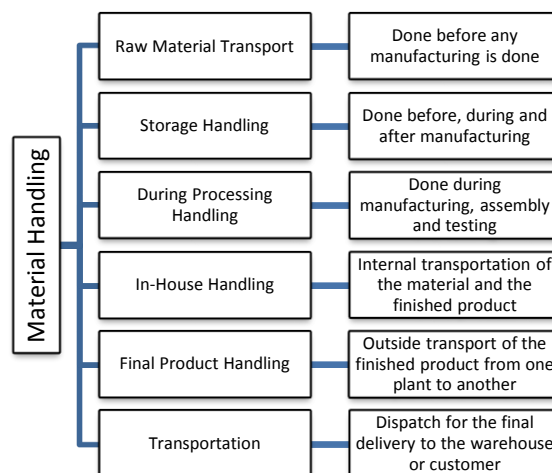 Material Handling
Raw Material Transport
Done before any
manufacturing is done
Storage Handling
Done before, during and
after manufacturing
During Processing
Handling
Done during
manufacturing, assembly
and testing
In-House Handling
Internal transportation of
the material and the
finished product
Final Product Handling
Outside transport of the
finished product from one
plant to another
Transportation
Dispatch for the final
delivery to the warehouse
or customer